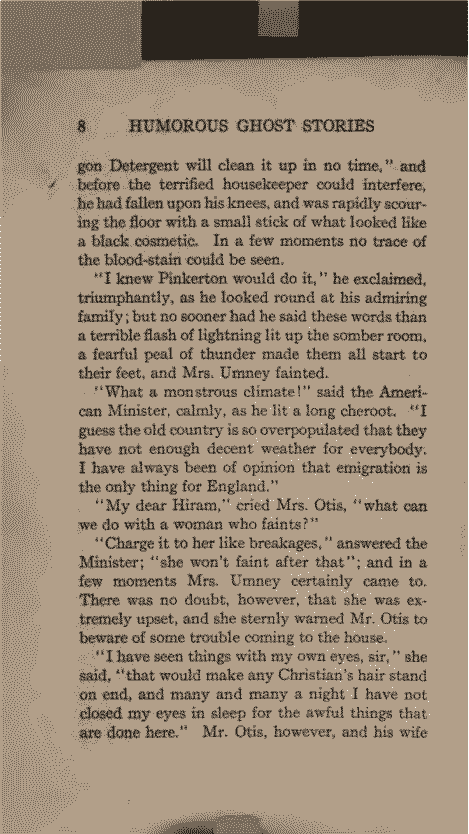 8 HUMOROUS GHOST STORIES
gon Detergent will clean it up in no time," and
before the terrified housekeeper could interfere,
he had fallen upon his knees, and was rapidly scour-
ing the floor with a small stick of what looked like
a black cosmetic. In a few moments no trace of
the blood-stain could be seen.
"I knew Pinkerton would do it," he exclaimed,
triumphantly, as he looked round at his admiring
family; but no sooner had he said these words than
a terrible flash of lightning lit up the somber room,
a fearful peal of thunder made them all start to
their feet, and Mrs. Umney fainted.
"What a monstrous climate!" said the Ameri-
can Minister, calmly, as he lit a long cheroot. "I
guess the old country is so overpopulated that they
have not enough decent weather for everybody.
I have always been of opinion that emigration is
the only thing for England."
"My dear Hiram," cried Mrs. Otis, "what can
we do with a woman who faints?"
"Charge it to her like breakages," answered the
Minister; "she won't faint after that"; and in a
few moments Mrs. Umney certainly came to.
There was no doubt, however, that she was ex-
tremely upset, and she sternly warned Mr. Otis to
beware of some trouble coming to the house.
"I have seen things with my own eyes, sir," she
said, "that would make any Christian's hair stand
on end, and many and many a night I have not
closed my eyes in sleep for the awful things that
are done here." Mr. Otis, however, and his wife